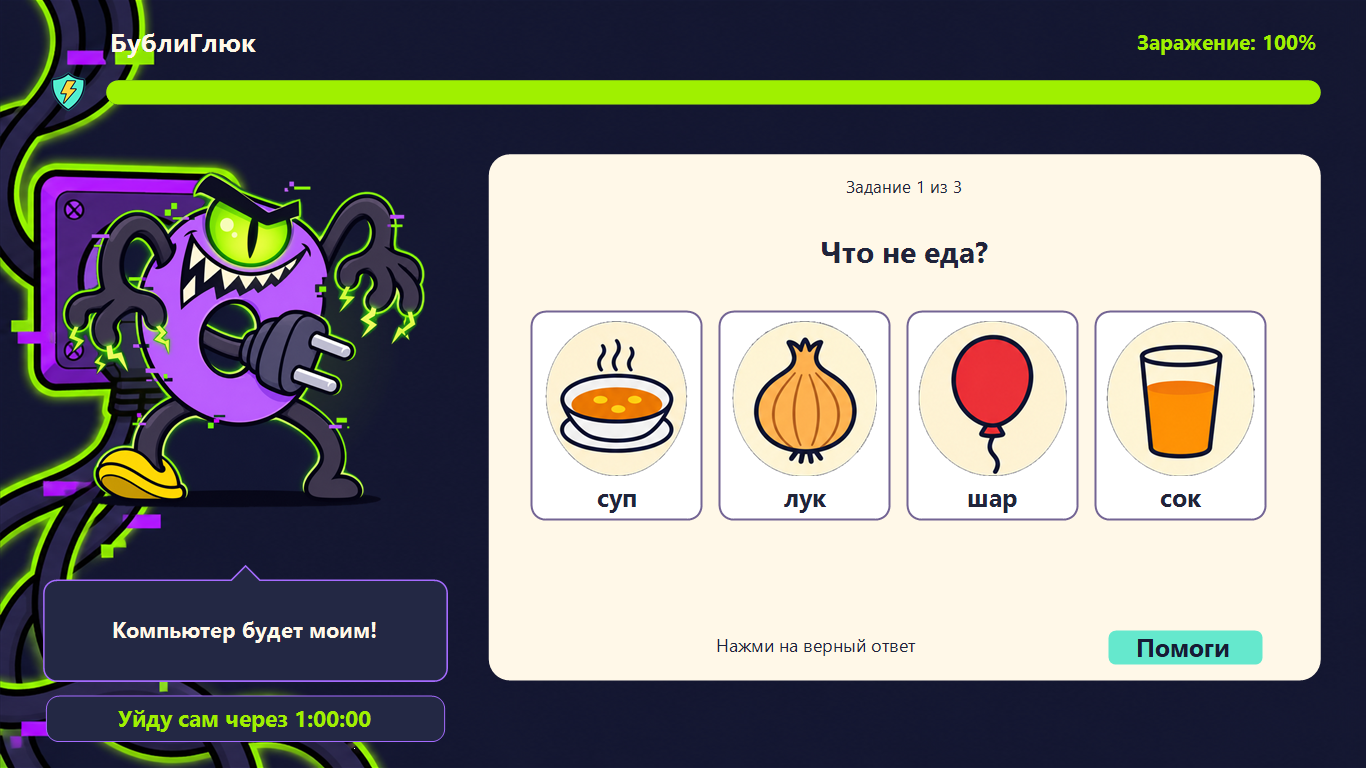 БублиГлюк
Заражение: 100%
Задание 1 из 3
Что не еда?
суп
лук
шар
сок
Нажми на верный ответ
Помоги
Компьютер будет моим!
Уйду сам через 1:00:00